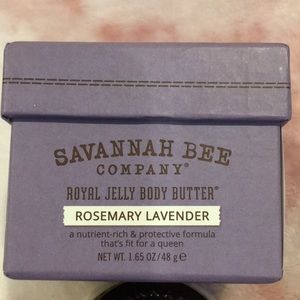 SAVANNAH BEE
COMPANY®
ROYAL JELLY BODY BUTTER®
ROSEMARY LAVENDER
a nutrient-rich & protective formula
that's fit for a queen
NET WT. 1.65 OZ/48 g ℮